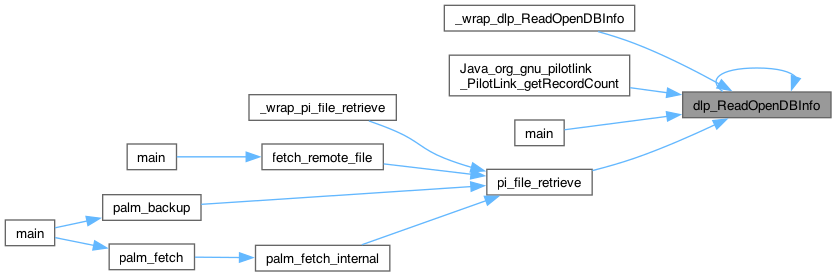 _wrap_dlp_ReadOpenDBInfo
Java_org_gnu_pilotlink
_PilotLink_getRecordCount
dlp_ReadOpenDBInfo
_wrap_pi_file_retrieve
main
main
fetch_remote_file
pi_file_retrieve
palm_backup
main
palm_fetch
palm_fetch_internal